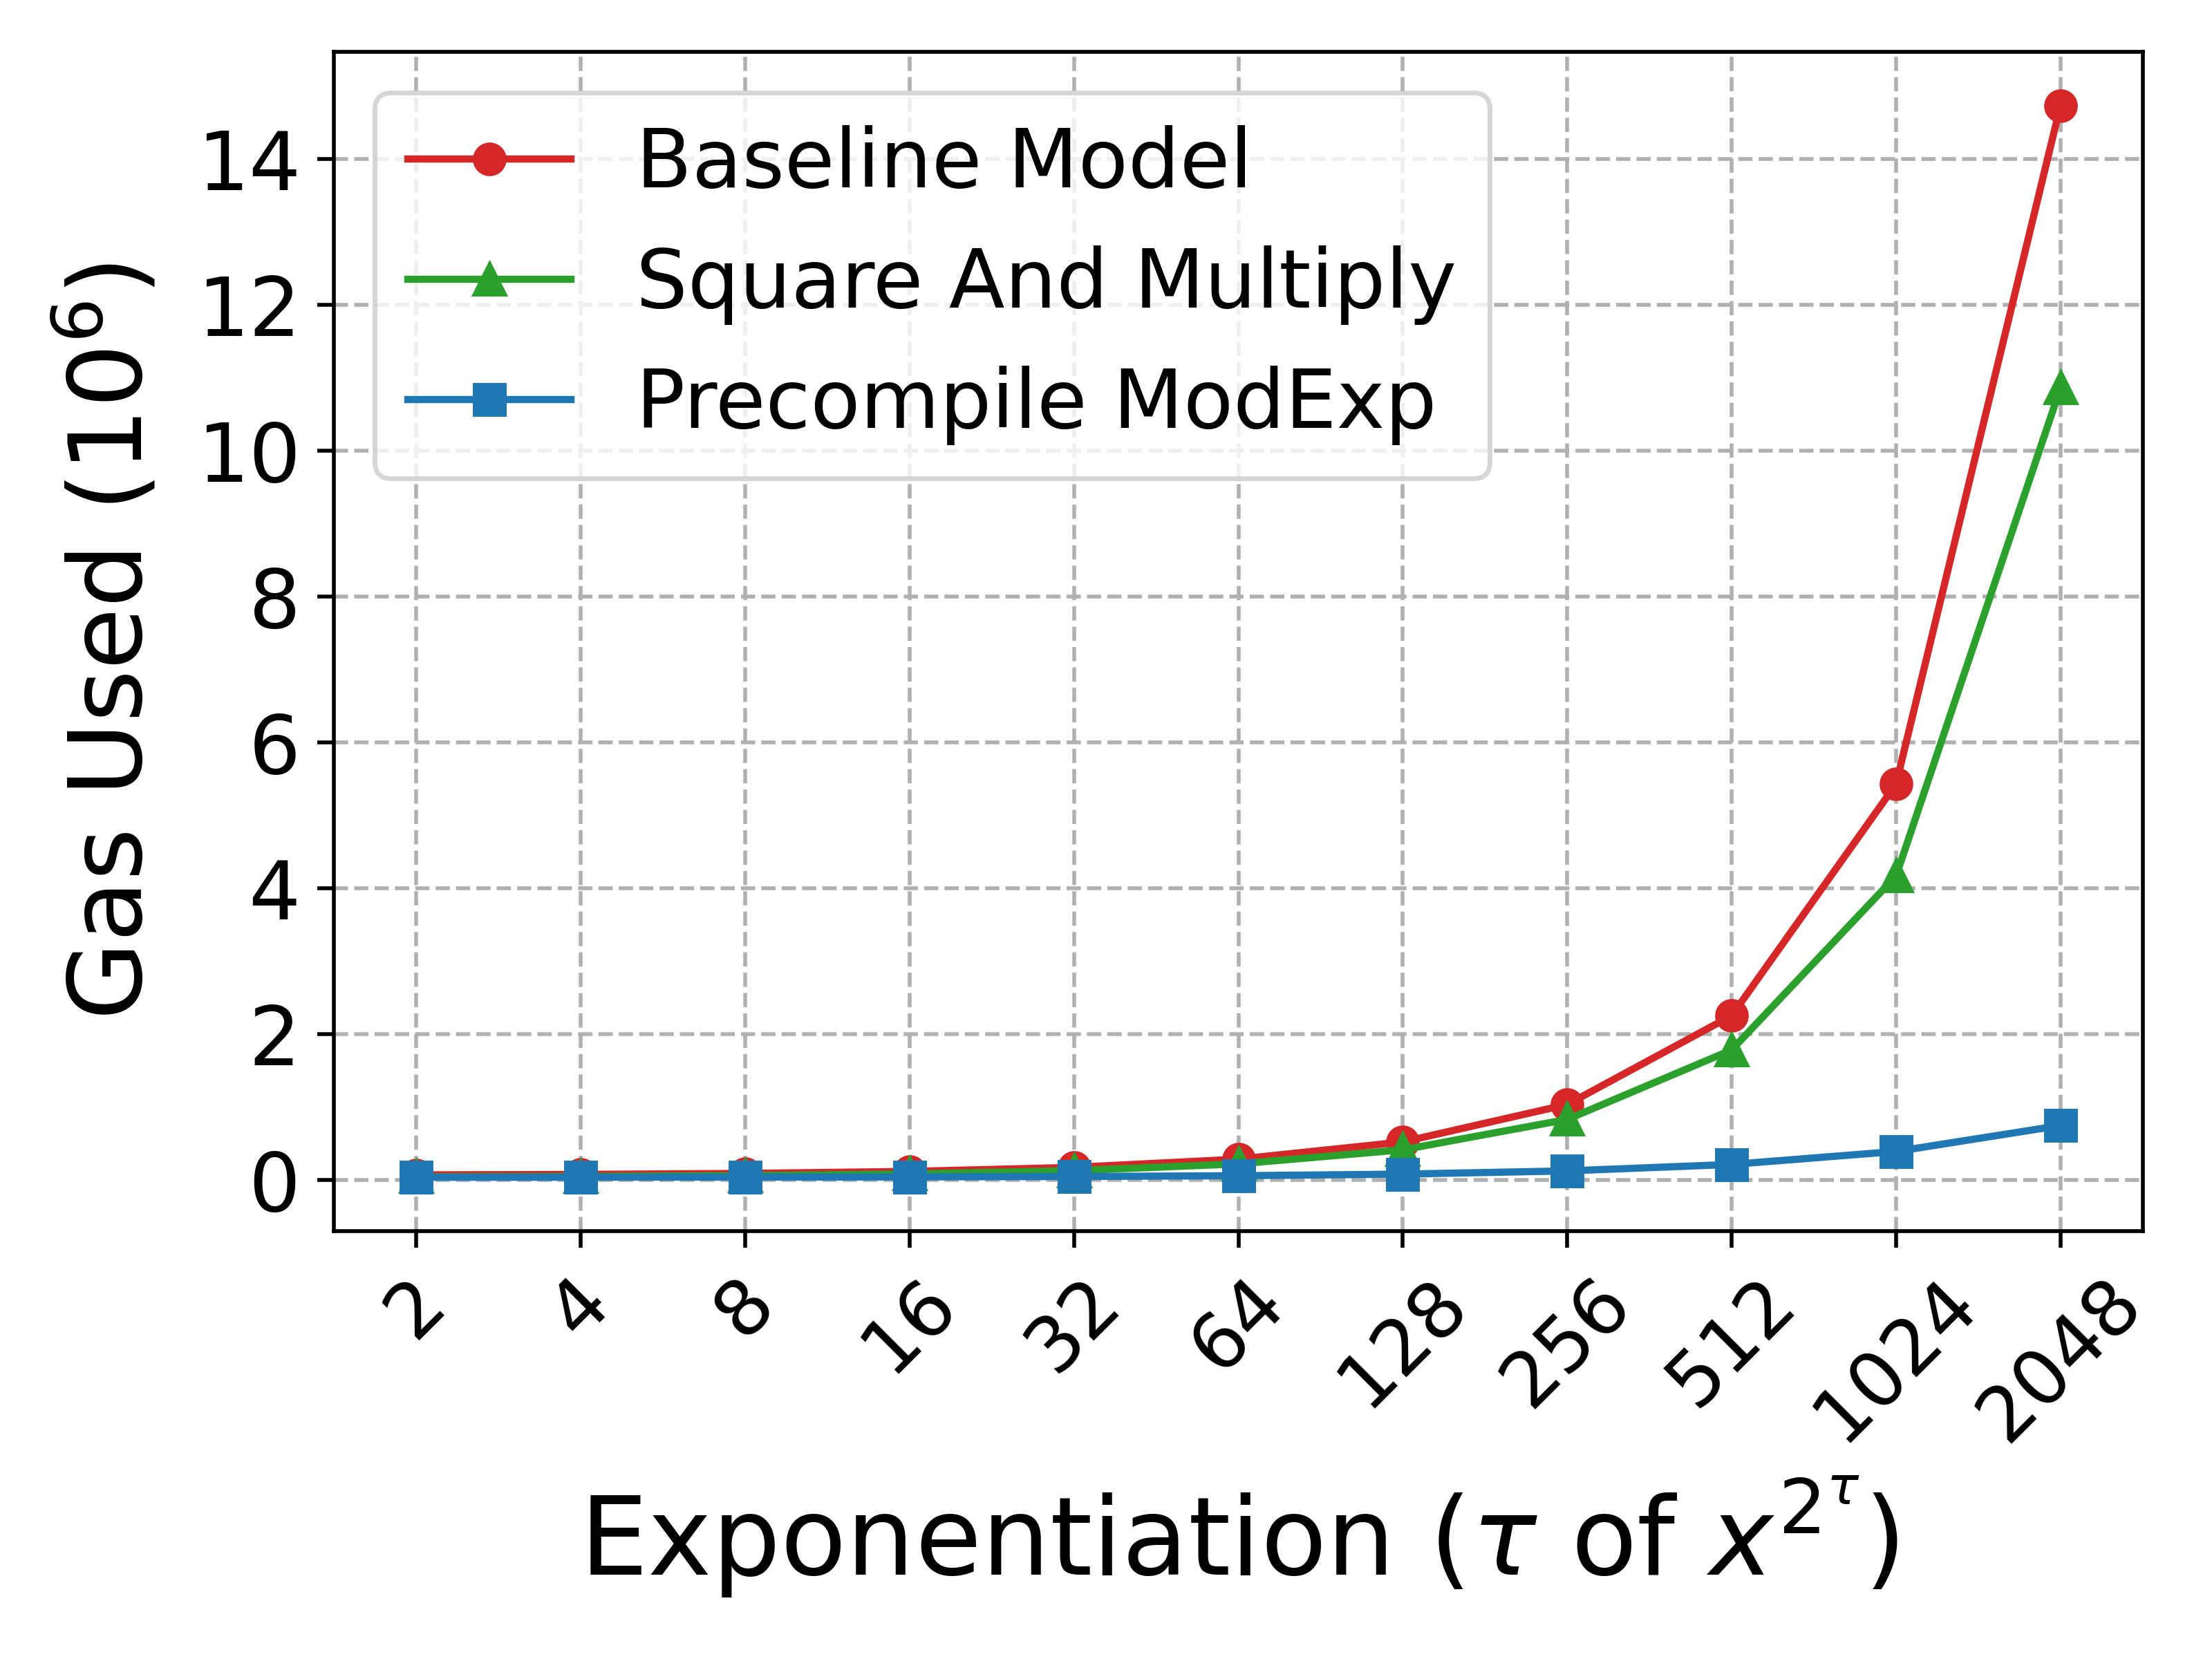 Baseline Model
Square And Multiply
Precompile ModExp
Gas Used (10⁶)
14
12
10
8
6
4
2
0
2 4 8 16 32 64 128 256 512 1024 2048
Exponentiation (τ of x^{2^τ})